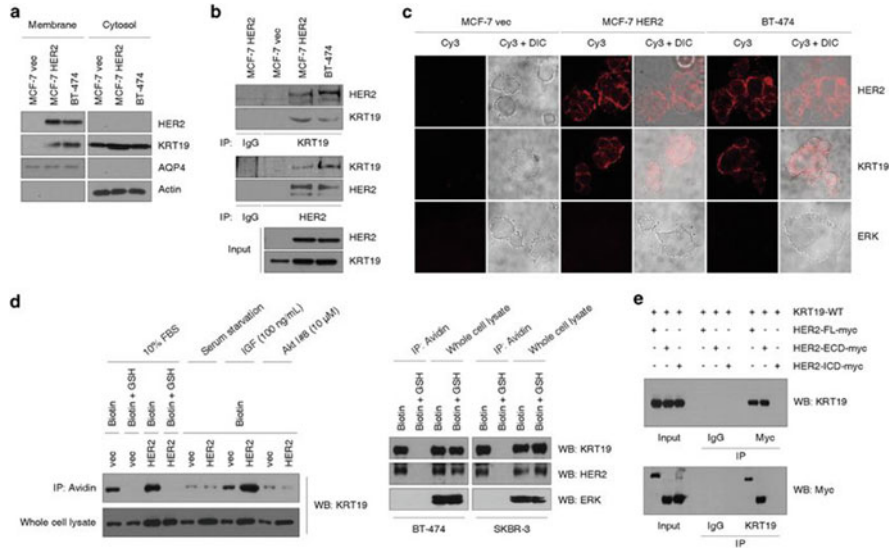 a
Membrane Cytosol
MCF-7 vec
MCF-7 HER2
BT-474
MCF-7 vec
MCF-7 HER2
BT-474
HER2
KRT19
AQP4
Actin
b
MCF-7 HER2
MCF-7 vec
MCF-7 HER2
BT-474
HER2
KRT19
IP: IgG KRT19
KRT19
HER2
IP: IgG HER2
Input
HER2
KRT19
c
MCF-7 vec MCF-7 HER2 BT-474
Cy3 Cy3 + DIC Cy3 Cy3 + DIC Cy3 Cy3 + DIC
HER2
KRT19
ERK
d
10% FBS
Serum starvation
IGF (100 ng/mL)
Akt I#8 (10 μM)
Biotin
Biotin + GSH
Biotin
Biotin + GSH
Biotin
vec
vec
HER2
HER2
vec
HER2
vec
HER2
vec
HER2
IP: Avidin
Whole cell lysate
WB: KRT19
IP: Avidin
Whole cell lysate
IP: Avidin
Whole cell lysate
Biotin
Biotin + GSH
Biotin
Biotin + GSH
Biotin
Biotin + GSH
Biotin
Biotin + GSH
WB: KRT19
WB: HER2
WB: ERK
BT-474 SKBR-3
e
+ + + + + + + + + KRT19-WT
+ - - + - - + - - HER2-FL-myc
- + - - + - - + - HER2-ECD-myc
- - + - - + - - + HER2-ICD-myc
WB: KRT19
Input IgG Myc
IP
WB: Myc
Input IgG KRT19
IP